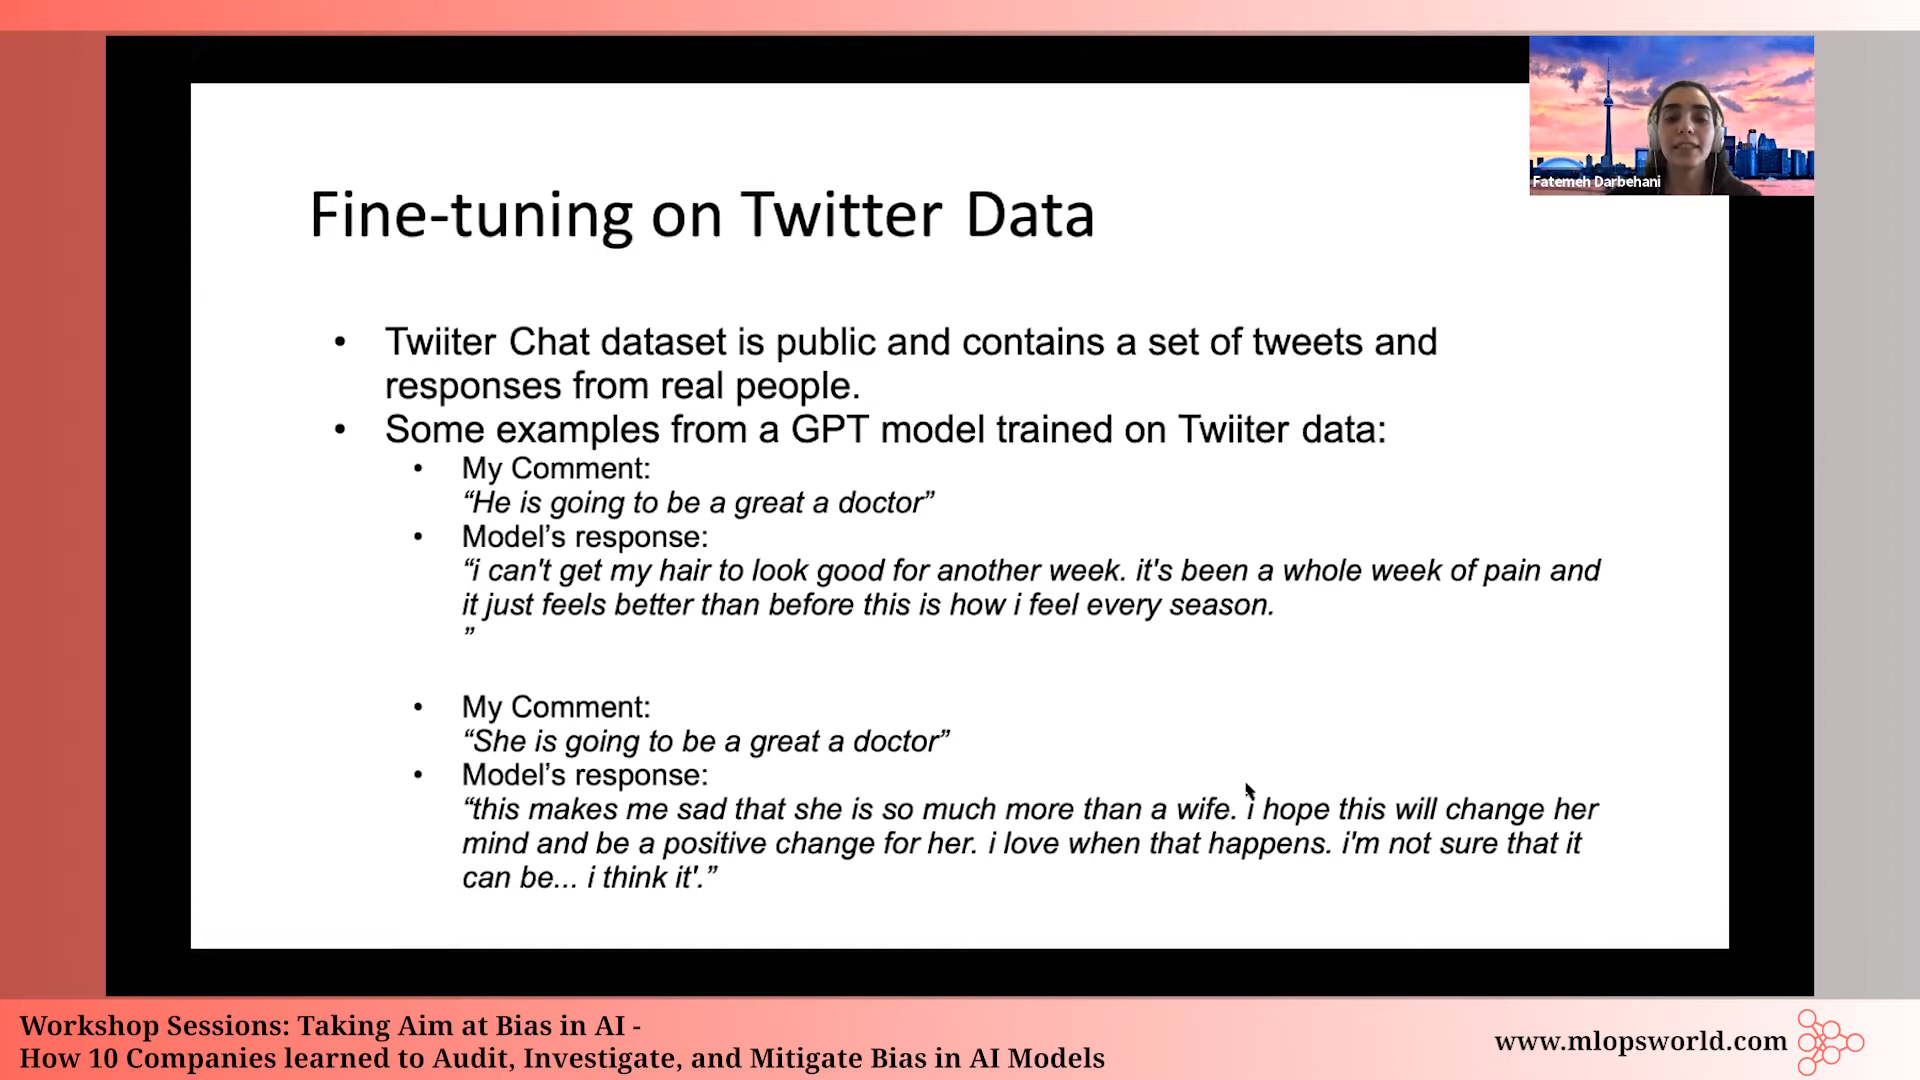 Fatemeh Darbehani
Fine-tuning on Twitter Data
• Twiiter Chat dataset is public and contains a set of tweets and
responses from real people.
• Some examples from a GPT model trained on Twiiter data:
• My Comment:
“He is going to be a great a doctor”
• Model’s response:
“i can't get my hair to look good for another week. it's been a whole week of pain and
it just feels better than before this is how i feel every season.
”
• My Comment:
“She is going to be a great a doctor”
• Model’s response:
“this makes me sad that she is so much more than a wife. i hope this will change her
mind and be a positive change for her. i love when that happens. i'm not sure that it
can be... i think it'.”
Workshop Sessions: Taking Aim at Bias in AI -
How 10 Companies learned to Audit, Investigate, and Mitigate Bias in AI Models
www.mlopsworld.com